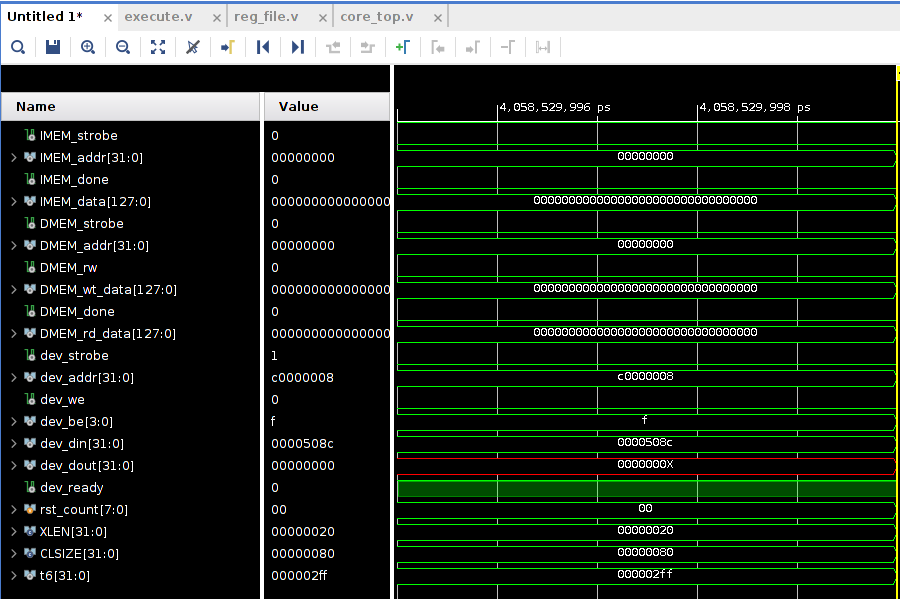 Untitled 1* × execute.v × reg_file.v × core_top.v ×
Name Value 4,058,529,996 ps 4,058,529,998 ps
IMEM_strobe 0
IMEM_addr[31:0] 00000000 00000000
IMEM_done 0
IMEM_data[127:0] 000000000000000 00000000000000000000000000000000
DMEM_strobe 0
DMEM_addr[31:0] 00000000 00000000
DMEM_rw 0
DMEM_wt_data[127:0] 000000000000000 00000000000000000000000000000000
DMEM_done 0
DMEM_rd_data[127:0] 000000000000000 00000000000000000000000000000000
dev_strobe 1
dev_addr[31:0] c0000008 c0000008
dev_we 0
dev_be[3:0] f f
dev_din[31:0] 0000508c 0000508c
dev_dout[31:0] 00000000 0000000X
dev_ready 0
rst_count[7:0] 00 00
XLEN[31:0] 00000020 00000020
CLSIZE[31:0] 00000080 00000080
t6[31:0] 000002ff 000002ff